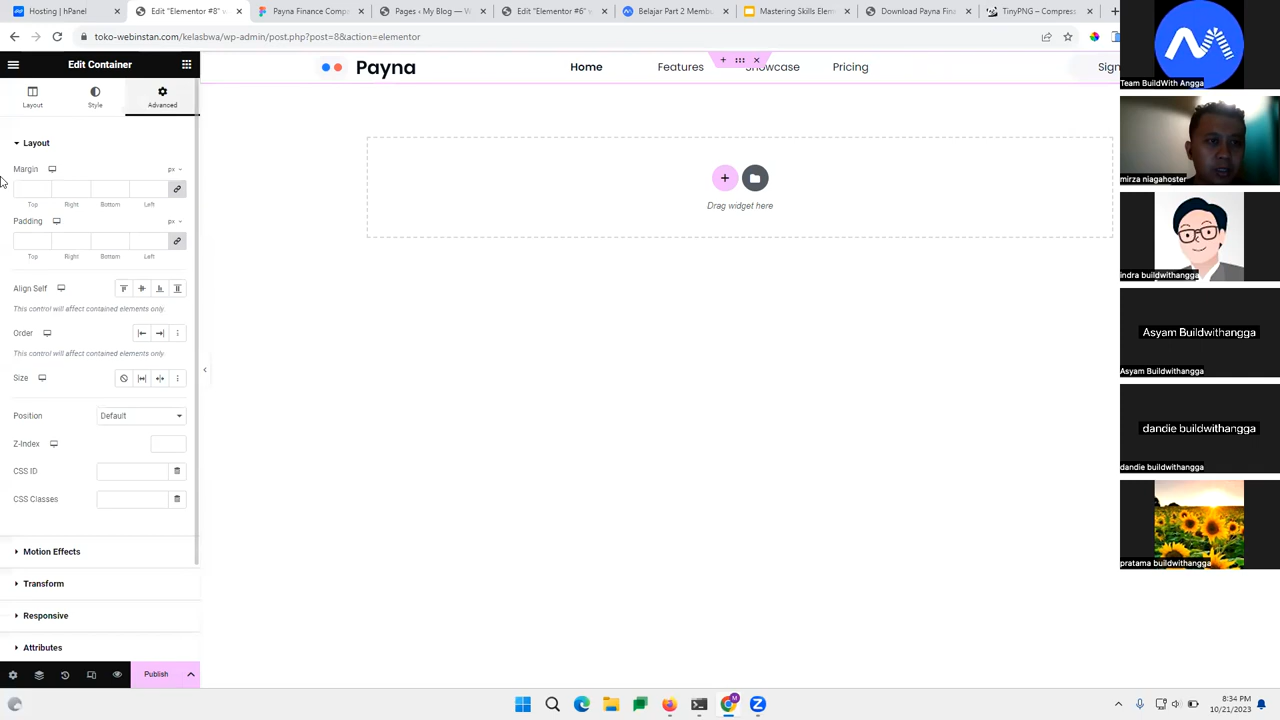 Hosting | hPanel
Edit "Elementor #8"
Payna Finance Comp
Pages ‹ My Blog — W
Edit "Elementor #6" v
Belajar Part 2 Mendes
Mastering Skills Elem
Download Payna Fina
TinyPNG – Compress
toko-webinstan.com/kelasbwa/wp-admin/post.php?post=8&action=elementor
Edit Container
Layout
Style
Advanced
Layout
Margin
px
Top
Right
Bottom
Left
Padding
px
Top
Right
Bottom
Left
Align Self
This control will affect contained elements only.
Order
This control will affect contained elements only.
Size
Position
Default
Z-Index
CSS ID
CSS Classes
Motion Effects
Transform
Responsive
Attributes
Publish
Payna
Home
Features
Showcase
Pricing
Sign
Drag widget here
Team BuildWith Angga
mirza niagahoster
indra buildwithangga
Asyam Buildwithangga
Asyam Buildwithangga
dandie buildwithangga
dandie buildwithangga
pratama buildwithangga
8:34 PM
10/21/2023